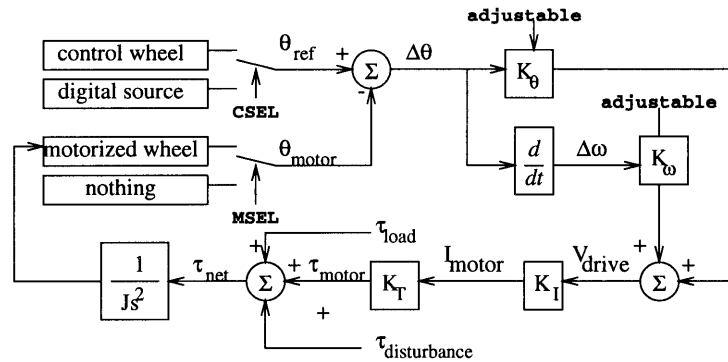 adjustable
control wheel
θref
+
Σ
Δθ
Kθ
digital source
-
CSEL
adjustable
motorized wheel
θmotor
d/dt
Δω
Kω
nothing
MSEL
τload
+
τnet
Σ
+
τmotor
KT
Imotor
KI
Vdrive
+
Σ
+
1/Js²
+
τdisturbance